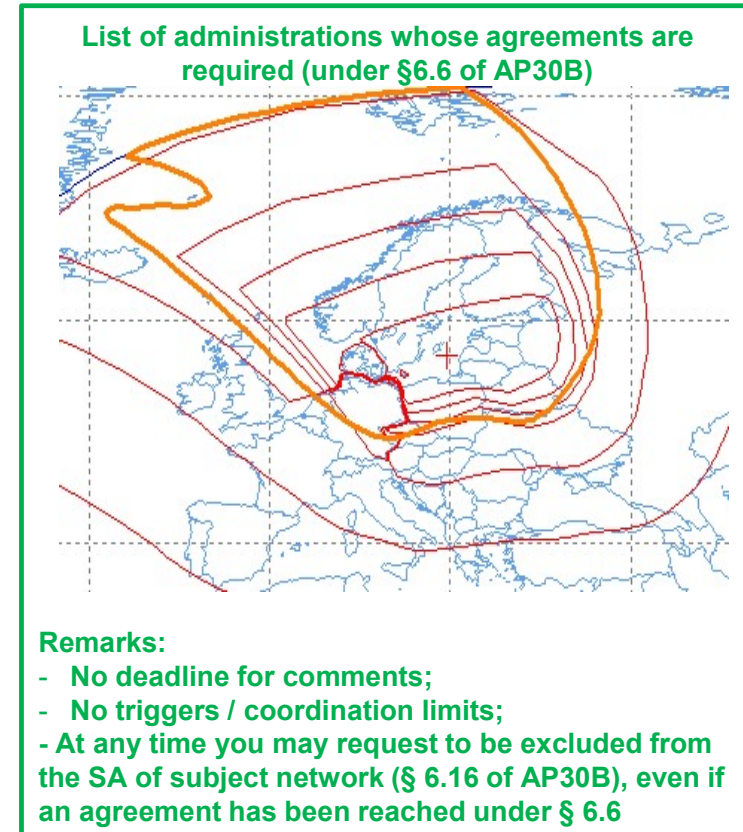 List of administrations whose agreements are
required (under §6.6 of AP30B)
Remarks:
- No deadline for comments;
- No triggers / coordination limits;
- At any time you may request to be excluded from
the SA of subject network (§ 6.16 of AP30B), even if
an agreement has been reached under § 6.6